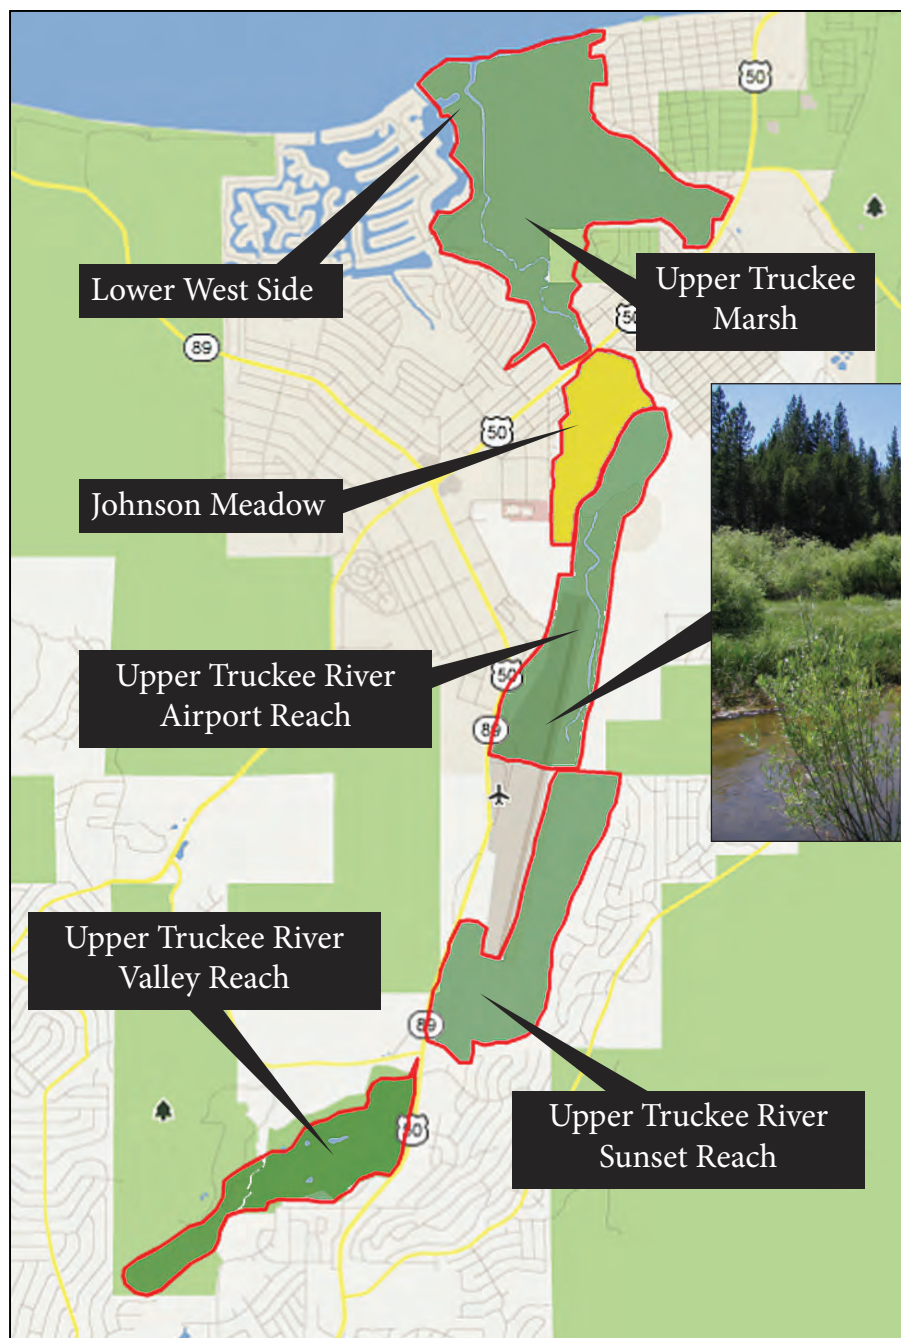 50
Lower West Side
Upper Truckee
Marsh
50
89
50
Johnson Meadow
Upper Truckee River
Airport Reach
50
89
Upper Truckee River
Valley Reach
89
50
Upper Truckee River
Sunset Reach